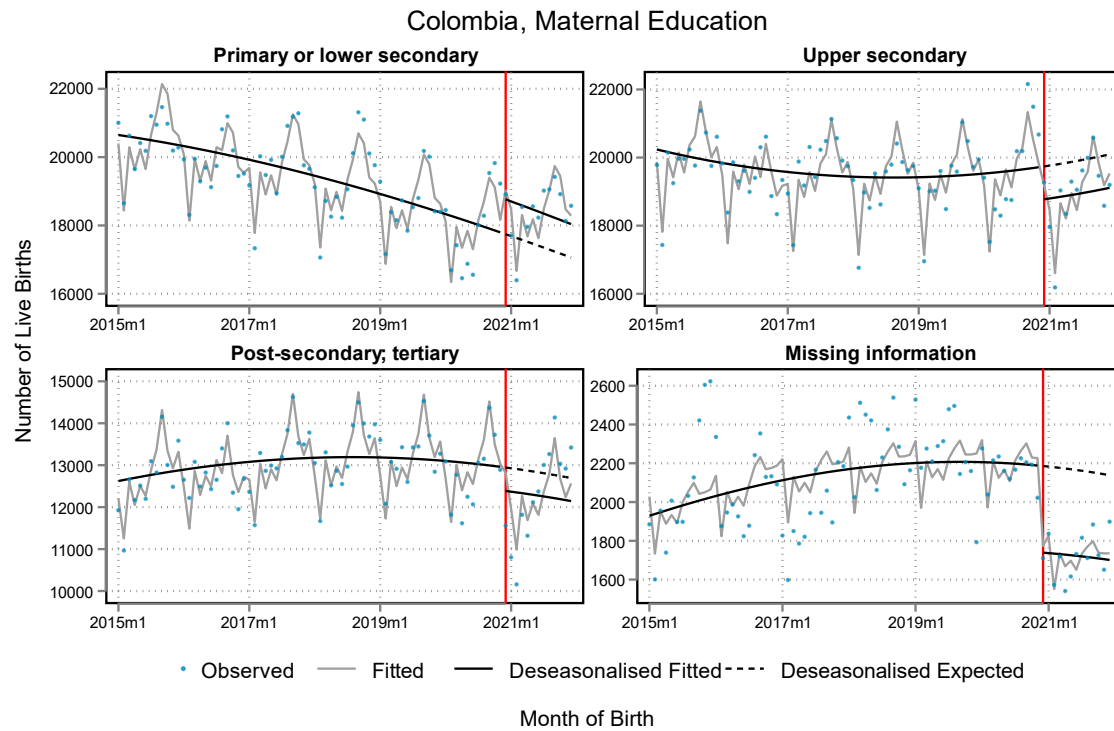 Colombia, Maternal Education
Number of Live Births
Primary or lower secondary
22000
20000
18000
16000
2015m1 2017m1 2019m1 2021m1
Upper secondary
22000
20000
18000
16000
2015m1 2017m1 2019m1 2021m1
Post-secondary; tertiary
15000
14000
13000
12000
11000
10000
2015m1 2017m1 2019m1 2021m1
Missing information
2600
2400
2200
2000
1800
1600
2015m1 2017m1 2019m1 2021m1
Observed Fitted Deseasonalised Fitted Deseasonalised Expected
Month of Birth